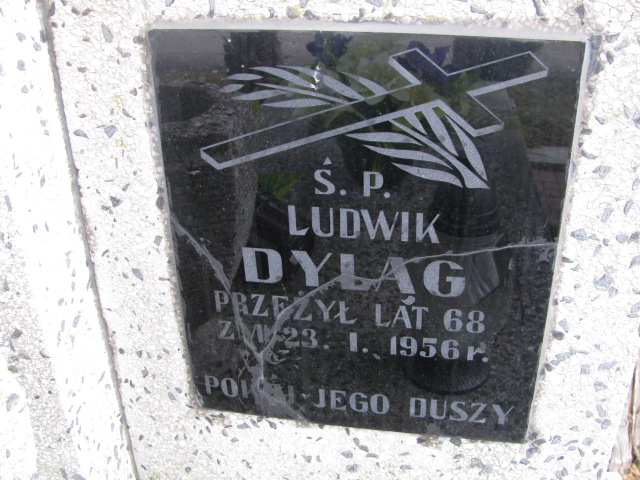 Ś. P.
LUDWIK
DYLĄG
PRZEŻYŁ LAT 68
ZM. 23. I. 1956 r.
POKÓJ JEGO DUSZY